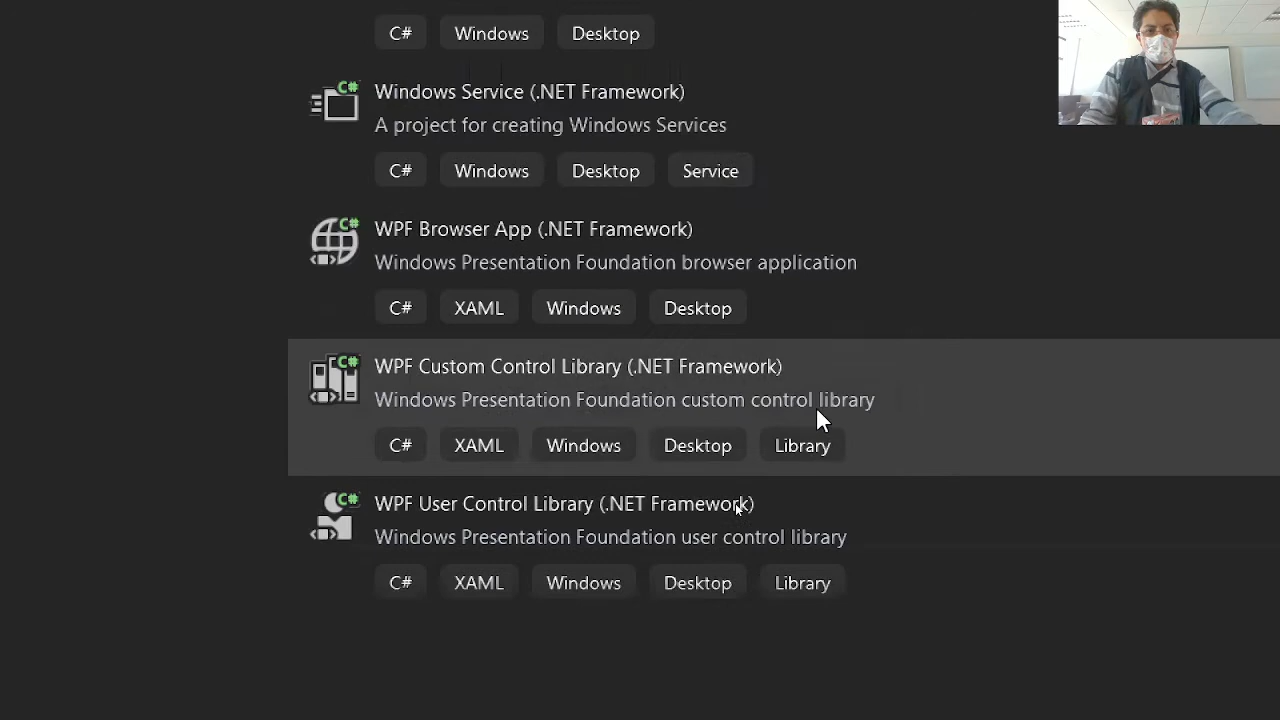 C# Windows Desktop
C#
Windows Service (.NET Framework)
A project for creating Windows Services
C# Windows Desktop Service
C#
WPF Browser App (.NET Framework)
Windows Presentation Foundation browser application
C# XAML Windows Desktop
C#
WPF Custom Control Library (.NET Framework)
Windows Presentation Foundation custom control library
C# XAML Windows Desktop Library
C#
WPF User Control Library (.NET Framework)
Windows Presentation Foundation user control library
C# XAML Windows Desktop Library